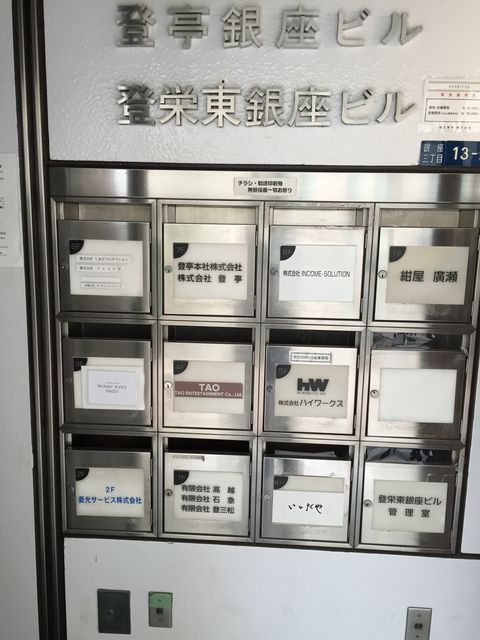 登亭銀座ビル
登栄東銀座ビル
銀座
三丁目
13-
チラシ・勧誘印刷物
無断投函一切お断り
8F
7F
登亭本社株式会社
株式会社 登亭
株式会社 INCOME-SOLUTION
3F
紺屋 廣瀬
4F
TAO
TAO ENTERTAINMENT Co., Ltd.
5F
HW
株式会社ハイワークス
2F
菱光サービス株式会社
有限会社 高越
有限会社 石急
有限会社 登三松
いしだや
登栄東銀座ビル
管理室